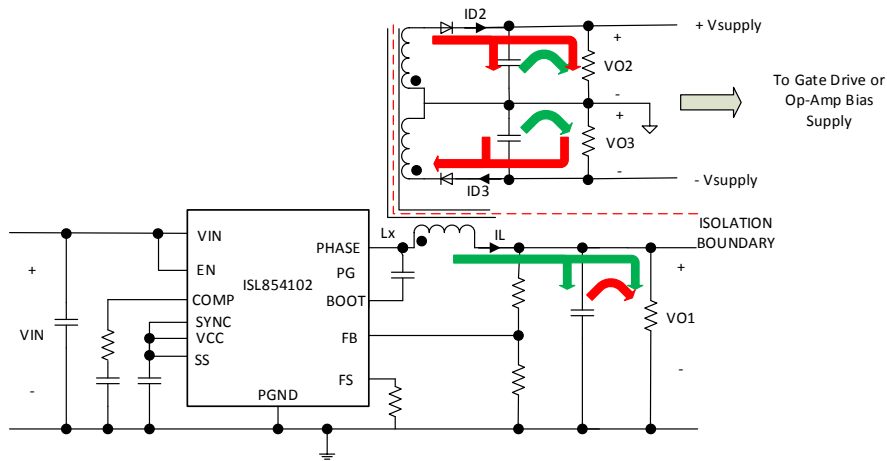 ID2
+ Vsupply
+
VO2
-
To Gate Drive or
Op-Amp Bias
Supply
+
VO3
-
ID3
- Vsupply
ISOLATION
BOUNDARY
Lx
IL
VIN
PHASE
EN
PG
ISL854102
COMP
BOOT
SYNC
VCC
FB
SS
FS
PGND
+
VIN
-
+
VO1
-